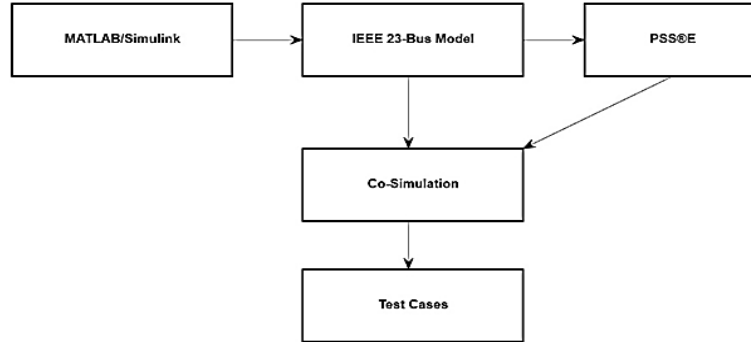 MATLAB/Simulink
IEEE 23-Bus Model
PSS®E
Co-Simulation
Test Cases